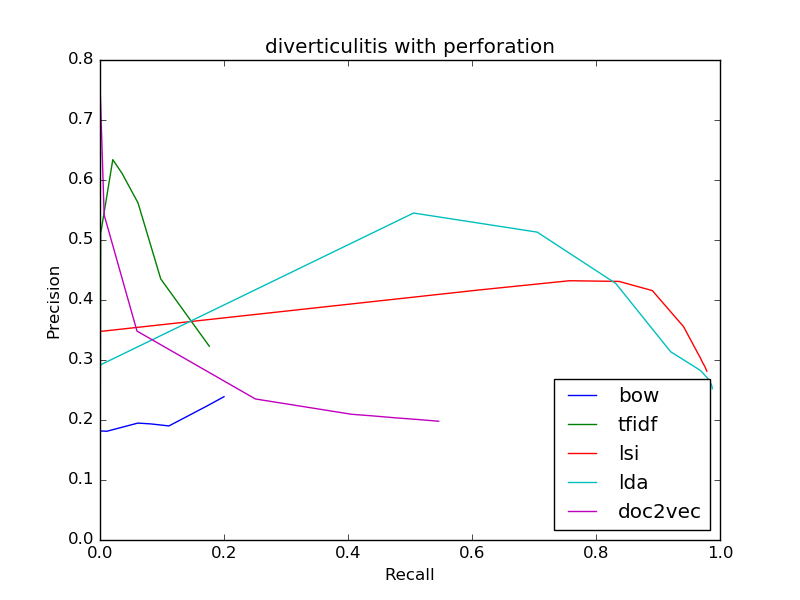 diverticulitis with perforation
0.8
0.7
0.6
0.5
0.4
0.3
0.2
0.1
0.0
Precision
0.0 0.2 0.4 0.6 0.8 1.0
Recall
bow
tfidf
lsi
lda
doc2vec